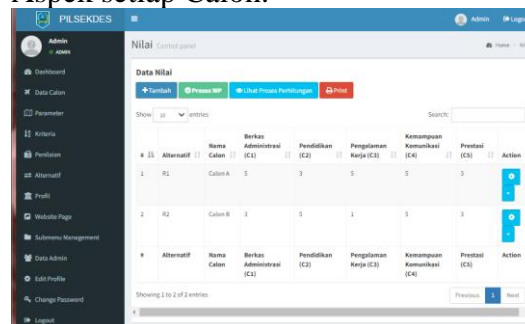 Aspek setiap Calon.
PILSEKDES
Admin
Logo
Admin
ADMIN
Dashboard
Data Calon
Parameter
Kriteria
Penilaian
Alternatif
Profil
Website Page
Submenu Management
Data Admin
Edit Profile
Change Password
Logout
Nilai Control panel
Home
Data Nilai
+Tambah
Proses WP
Lihat Proses Perhitungan
Print
Show 10 entries
Search:
# Alternatif Nama Calon Berkas Administrasi (C1) Pendidikan (C2) Pengalaman Kerja (C3) Kemampuan Komunikasi (C4) Prestasi (C5) Action
1 R1 Calon A 5 3 5 5 3
2 R2 Calon B 3 5 1 5 3
# Alternatif Nama Calon Berkas Administrasi (C1) Pendidikan (C2) Pengalaman Kerja (C3) Kemampuan Komunikasi (C4) Prestasi (C5) Action
Showing 1 to 2 of 2 entries
Previous 1 Next